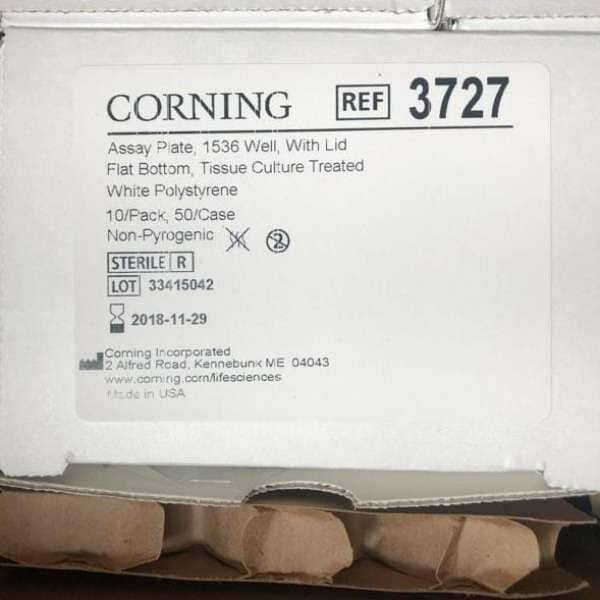 CORNING REF 3727
Assay Plate, 1536 Well, With Lid
Flat Bottom, Tissue Culture Treated
White Polystyrene
10/Pack, 50/Case
Non-Pyrogenic 2
STERILE R
LOT 33415042
2018-11-29
Corning Incorporated
2 Alfred Road, Kennebunk ME 04043
www.corning.com/lifesciences
Made in USA